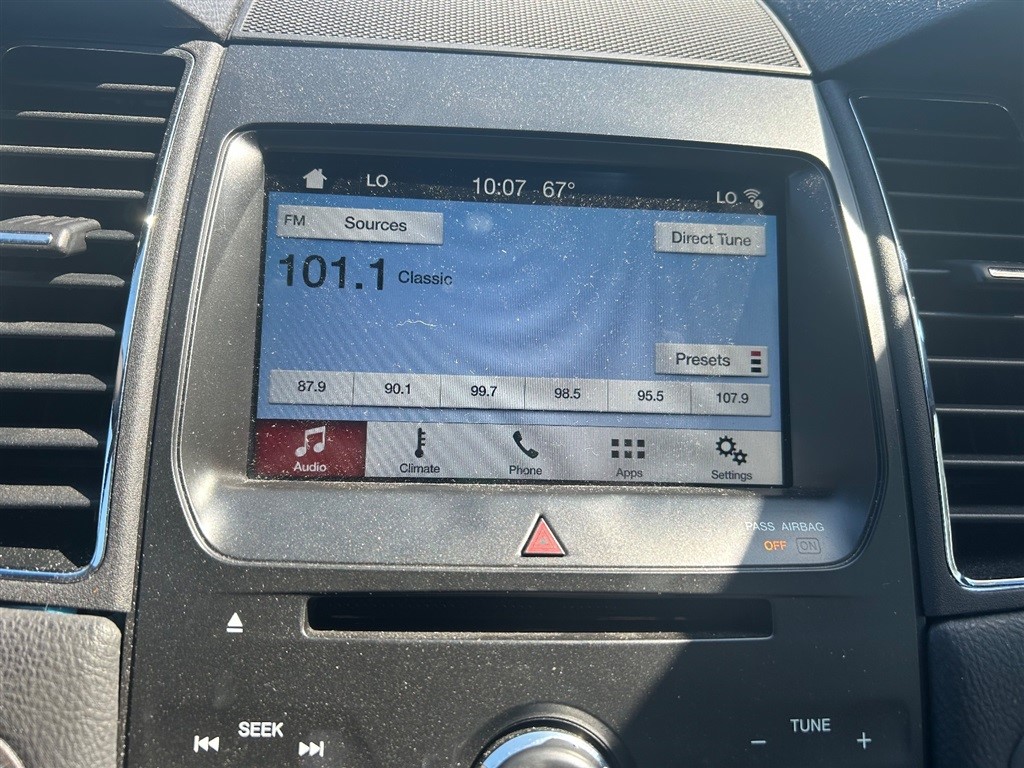 LO 10:07 67° LO
FM Sources
Direct Tune
101.1 Classic
Presets
87.9 90.1 99.7 98.5 95.5 107.9
Audio Climate Phone Apps Settings
PASS AIRBAG
OFF ON
SEEK
TUNE
− +